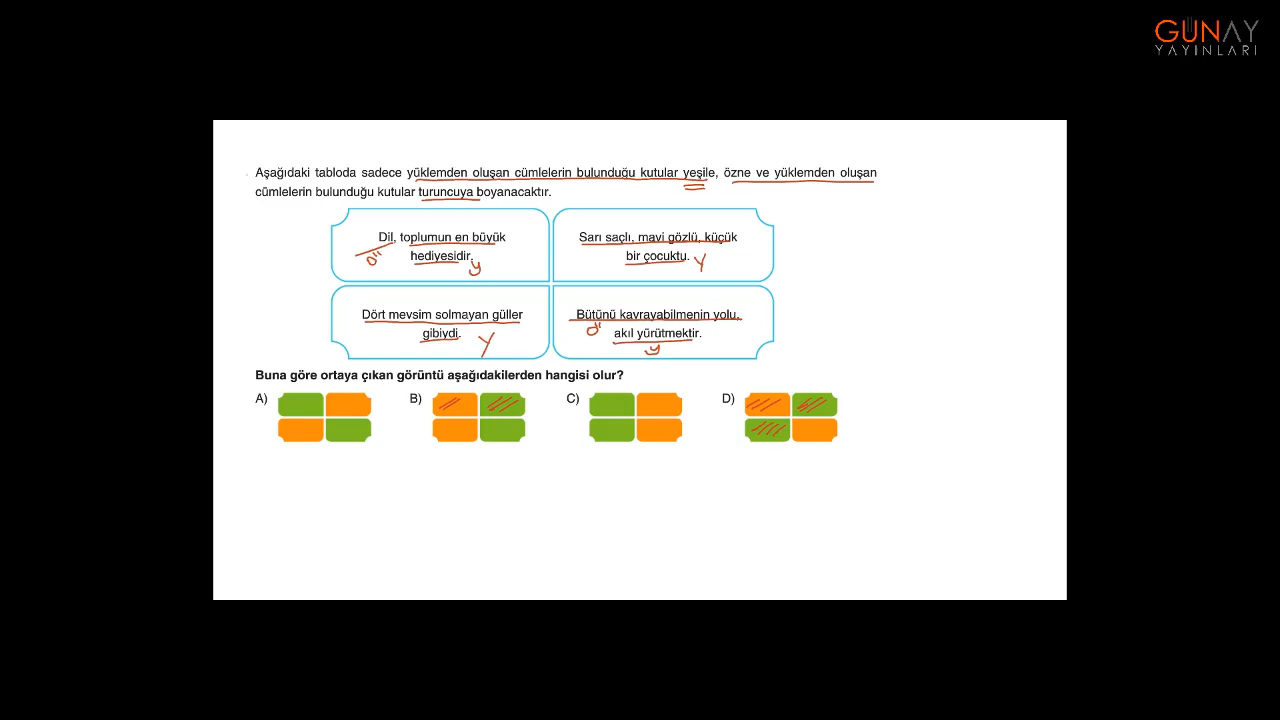 GÜNAY
YAYINLARI
Aşağıdaki tabloda sadece yüklemden oluşan cümlelerin bulunduğu kutular yeşile, özne ve yüklemden oluşan
cümlelerin bulunduğu kutular turuncuya boyanacaktır.
Dil, toplumun en büyük
hediyesidir.
Ö
y
Sarı saçlı, mavi gözlü, küçük
bir çocuktu.
Y
Dört mevsim solmayan güller
gibiydi.
Y
Bütünü kavrayabilmenin yolu,
akıl yürütmektir.
Ö
y
Buna göre ortaya çıkan görüntü aşağıdakilerden hangisi olur?
A)
B)
C)
D)